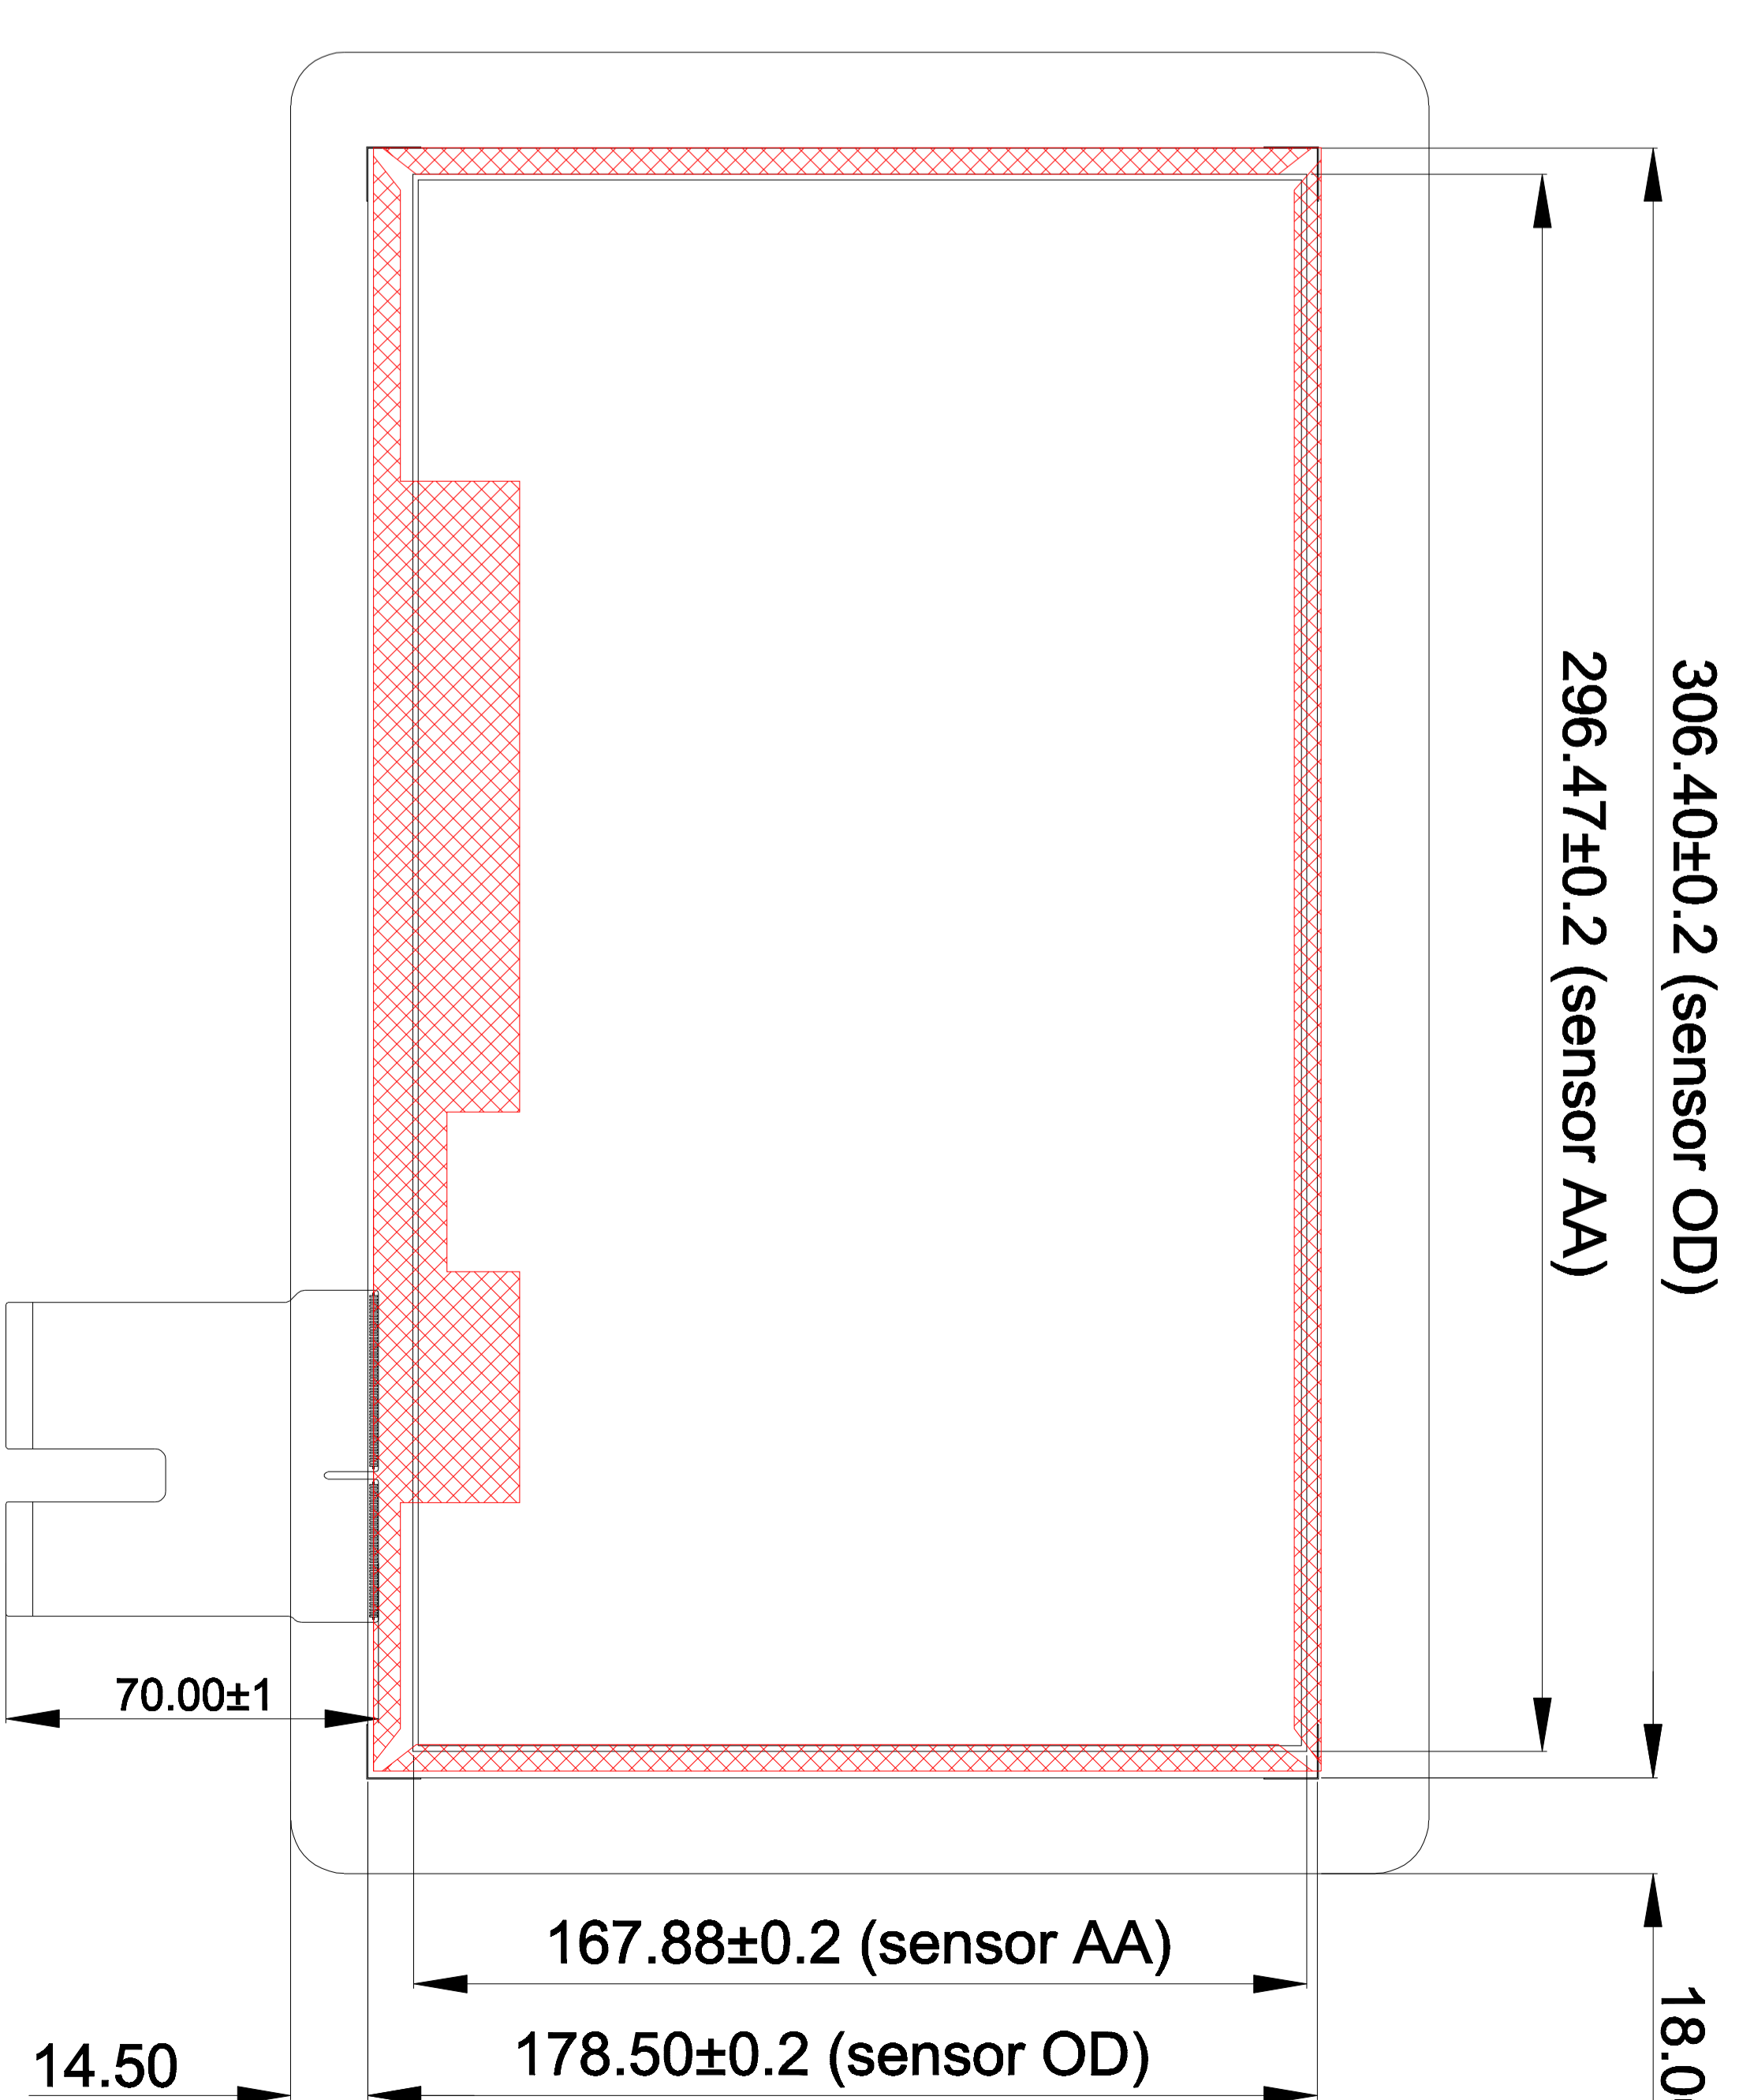 306.40±0.2 (sensor OD)
296.47±0.2 (sensor AA)
70.00±1
167.88±0.2 (sensor AA)
178.50±0.2 (sensor OD)
14.50